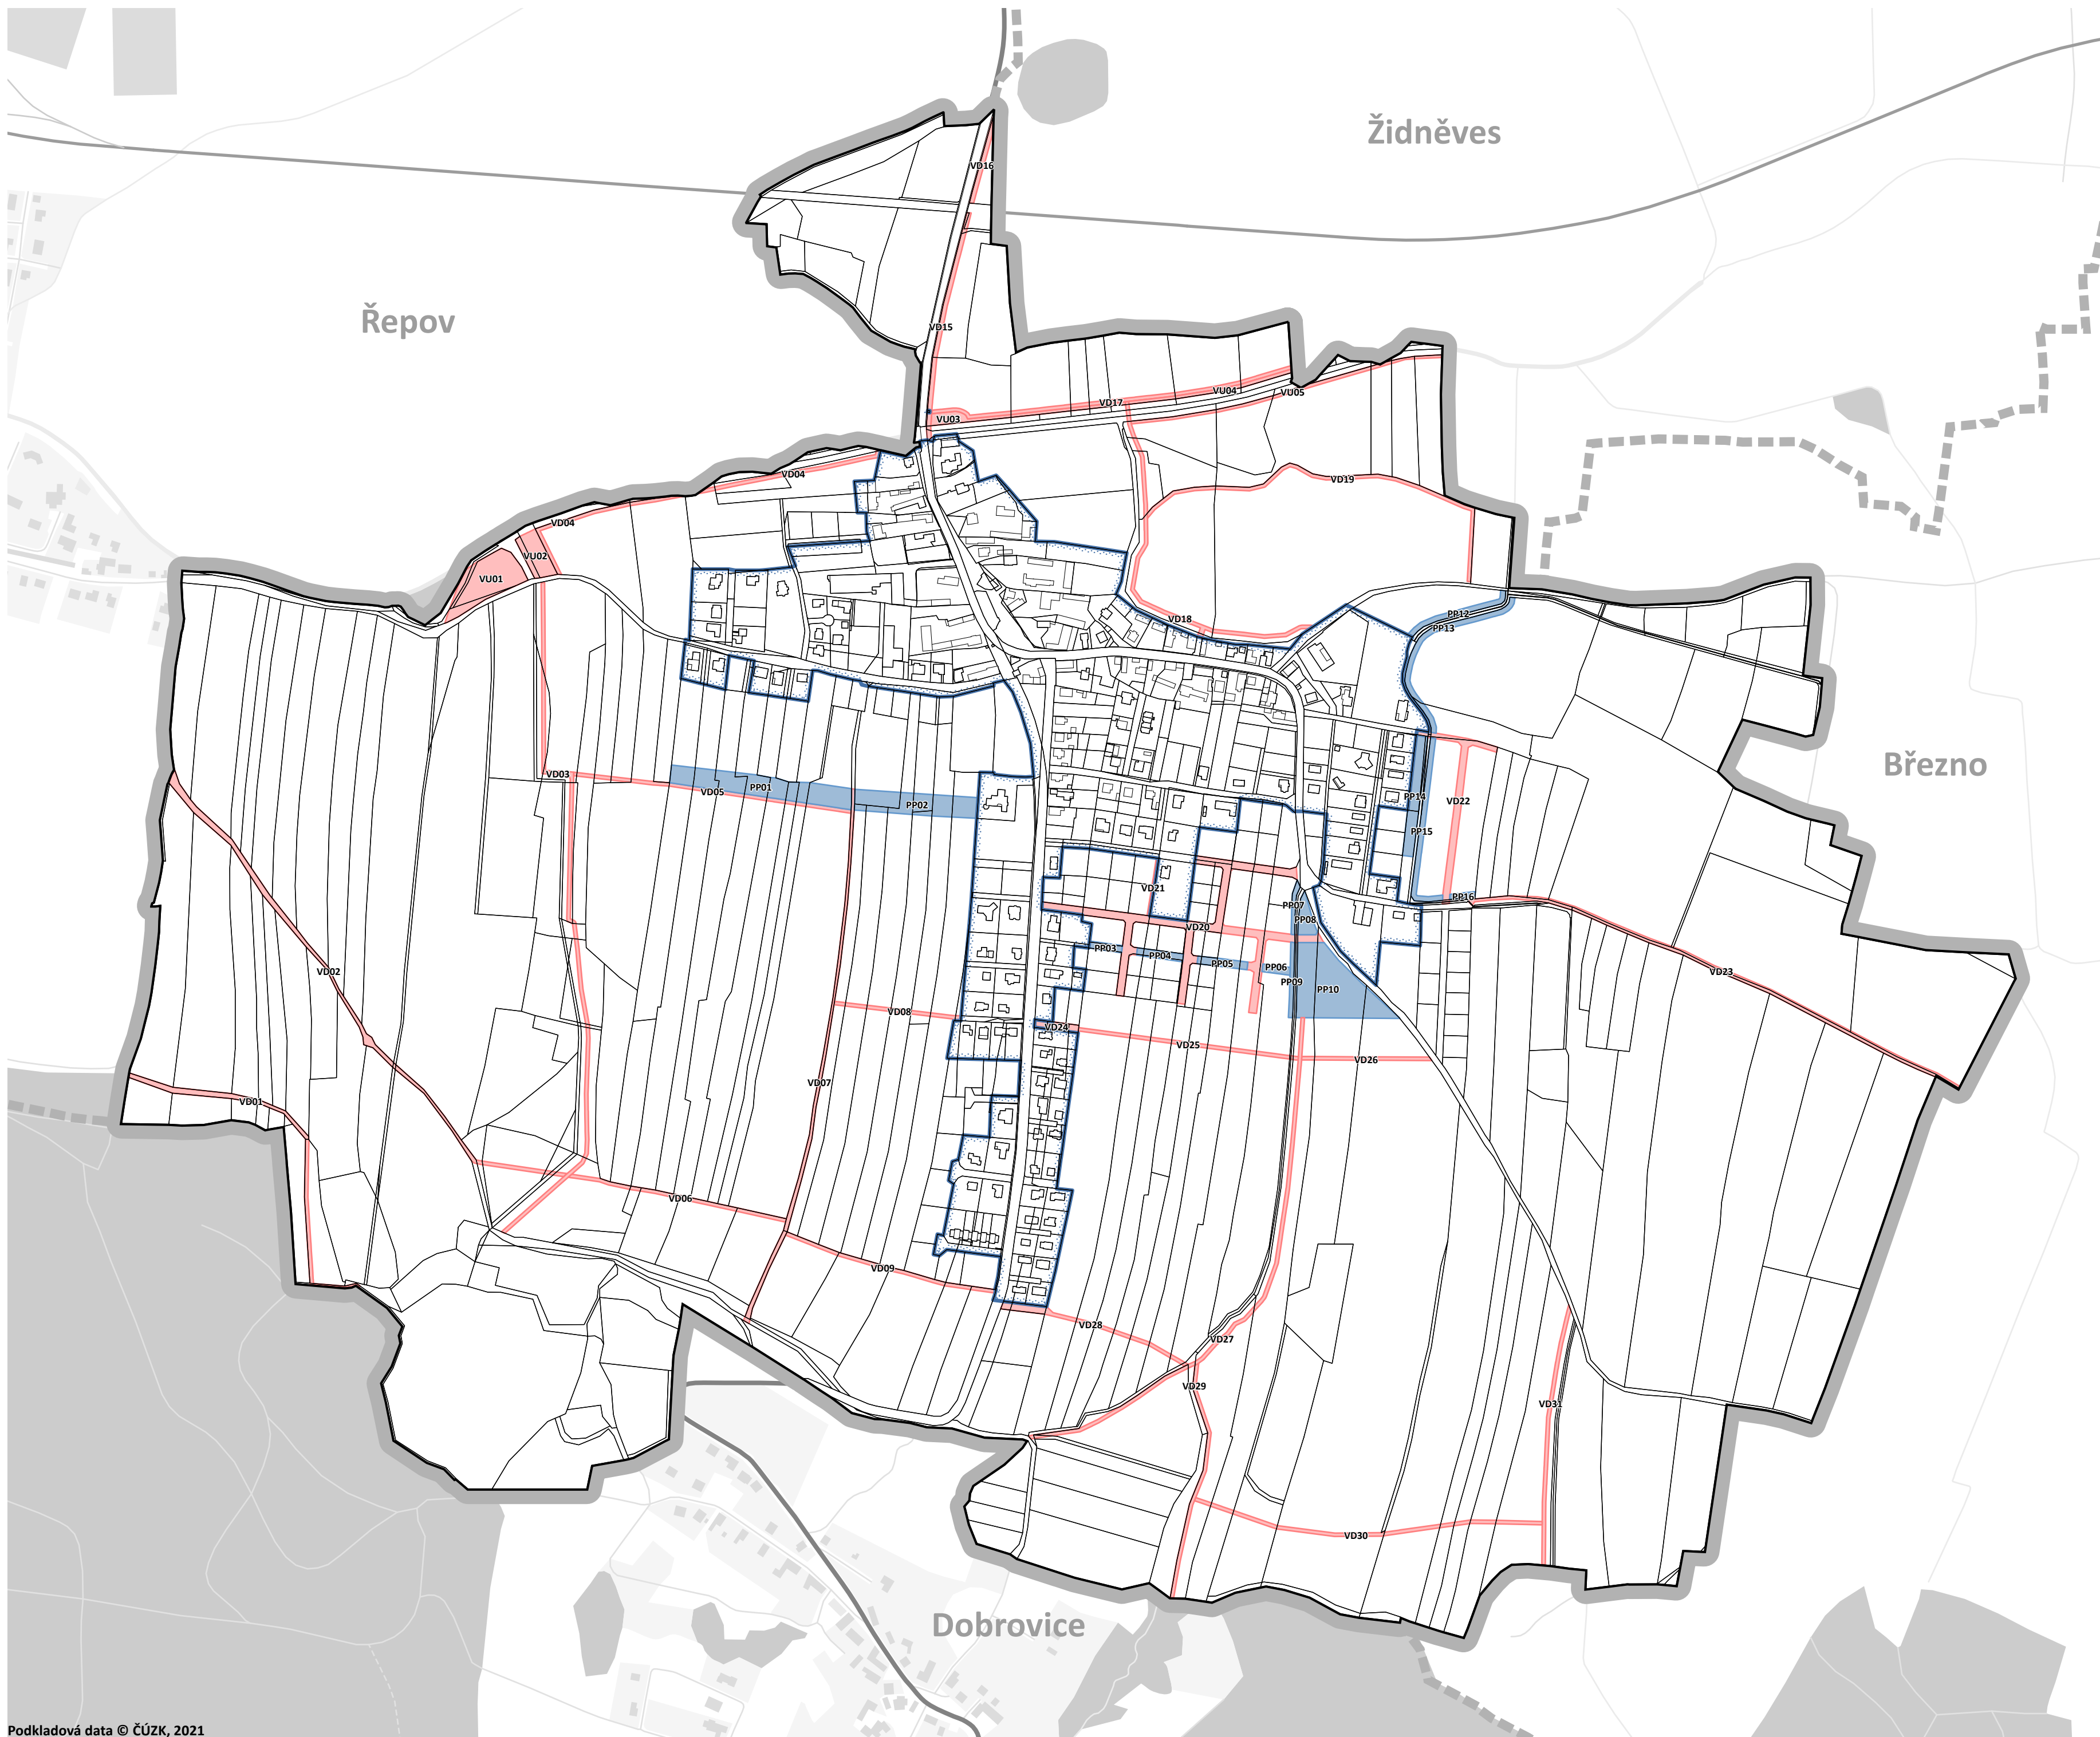 Židněves
VD16
Řepov
VD15
VU04
VU05
VD17
VU03
VD04
VD19
VD04
VU02
VU01
PP12
VD18
PP13
Březno
VD03
PP01
VD05
PP14
VD22
PP02
PP15
VD21
PP16
PP07
PP08
VD20
PP03
PP04
PP05
PP06
VD02
VD23
PP09
PP10
VD08
VD24
VD25
VD26
VD07
VD01
VD06
VD09
VD28
VD27
VD29
VD31
VD30
Dobrovice
Podkladová data © ČÚZK, 2021